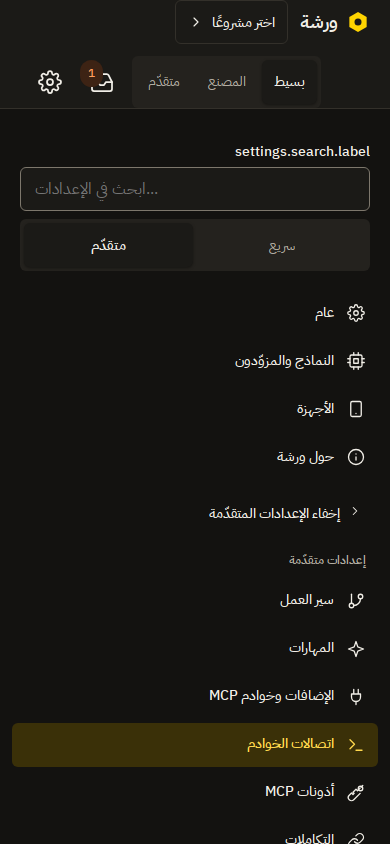 ورشة
اختر مشروعًا
بسيط
المصنع
متقدّم
1
settings.search.label
ابحث في الإعدادات...
سريع
متقدّم
عام
النماذج والمزوّدون
الأجهزة
حول ورشة
إخفاء الإعدادات المتقدّمة
إعدادات متقدّمة
سير العمل
المهارات
الإضافات وخوادم MCP
اتصالات الخوادم
أذونات MCP
التكاملات